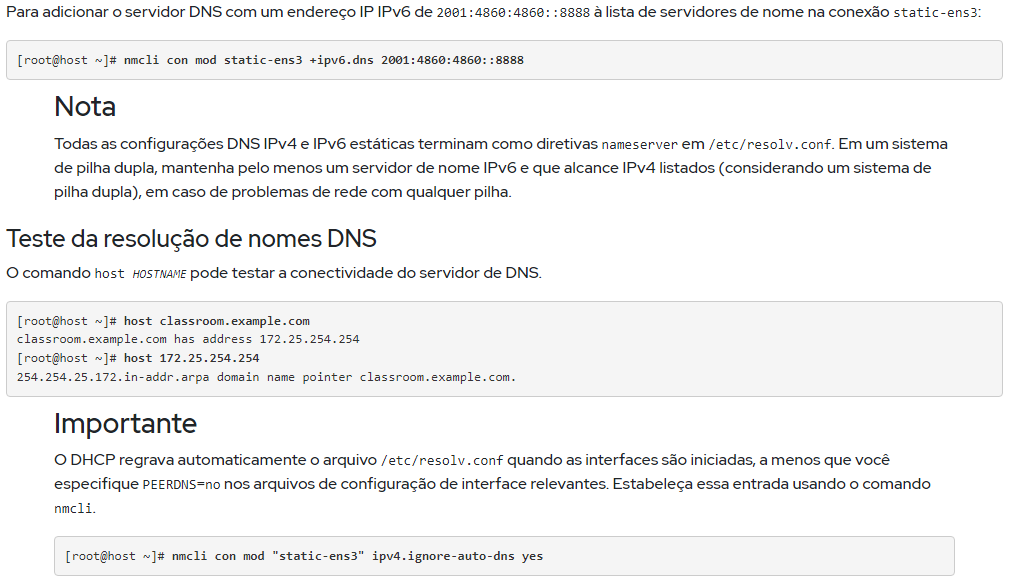 Para adicionar o servidor DNS com um endereço IP IPv6 de 2001:4860:4860::8888 à lista de servidores de nome na conexão static-ens3:
[root@host ~]# nmcli con mod static-ens3 +ipv6.dns 2001:4860:4860::8888
Nota
Todas as configurações DNS IPv4 e IPv6 estáticas terminam como diretivas nameserver em /etc/resolv.conf. Em um sistema
de pilha dupla, mantenha pelo menos um servidor de nome IPv6 e que alcance IPv4 listados (considerando um sistema de
pilha dupla), em caso de problemas de rede com qualquer pilha.
Teste da resolução de nomes DNS
O comando host HOSTNAME pode testar a conectividade do servidor de DNS.
[root@host ~]# host classroom.example.com
classroom.example.com has address 172.25.254.254
[root@host ~]# host 172.25.254.254
254.254.25.172.in-addr.arpa domain name pointer classroom.example.com.
Importante
O DHCP regrava automaticamente o arquivo /etc/resolv.conf quando as interfaces são iniciadas, a menos que você
especifique PEERDNS=no nos arquivos de configuração de interface relevantes. Estabeleça essa entrada usando o comando
nmcli.
[root@host ~]# nmcli con mod "static-ens3" ipv4.ignore-auto-dns yes